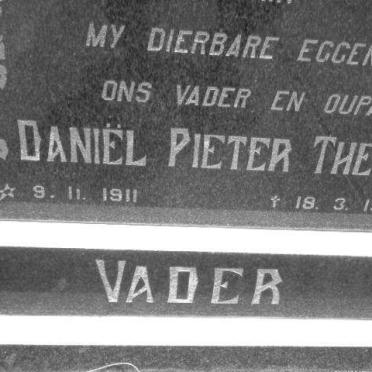 MY DIERBARE EGGEN
ONS VADER EN OUPA
DANIËL PIETER THE
☆ 9. 11. 1911 † 18. 3. 1
VADER